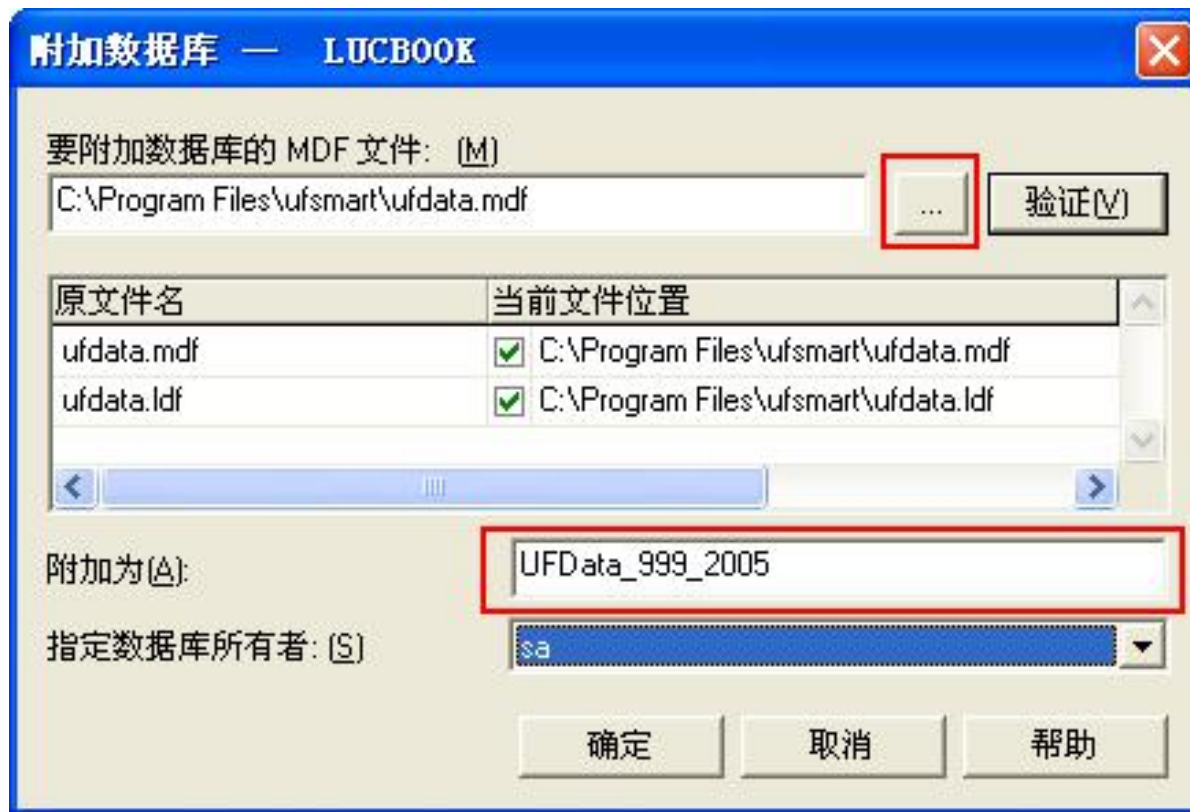 附加数据库 — LUCBOOK
要附加数据库的 MDF 文件: (M)
C:\Program Files\ufsmart\ufdata.mdf ... 验证(V)
原文件名 当前文件位置
ufdata.mdf C:\Program Files\ufsmart\ufdata.mdf
ufdata.ldf C:\Program Files\ufsmart\ufdata.ldf
附加为(A): UFData_999_2005
指定数据库所有者: (S) sa
确定 取消 帮助